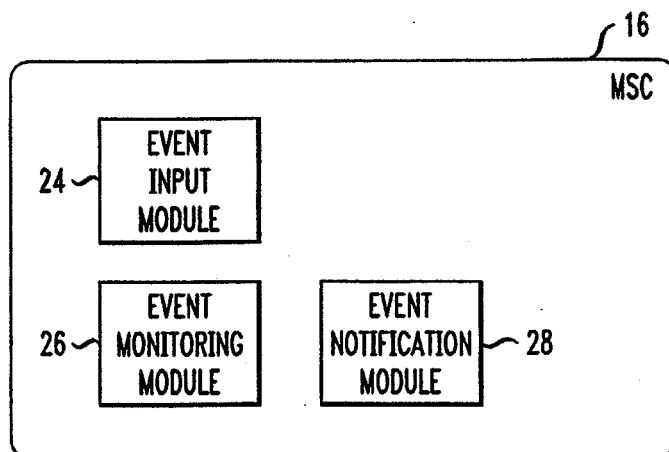 16
MSC
24
EVENT
INPUT
MODULE
26
EVENT
MONITORING
MODULE
EVENT
NOTIFICATION
MODULE
28